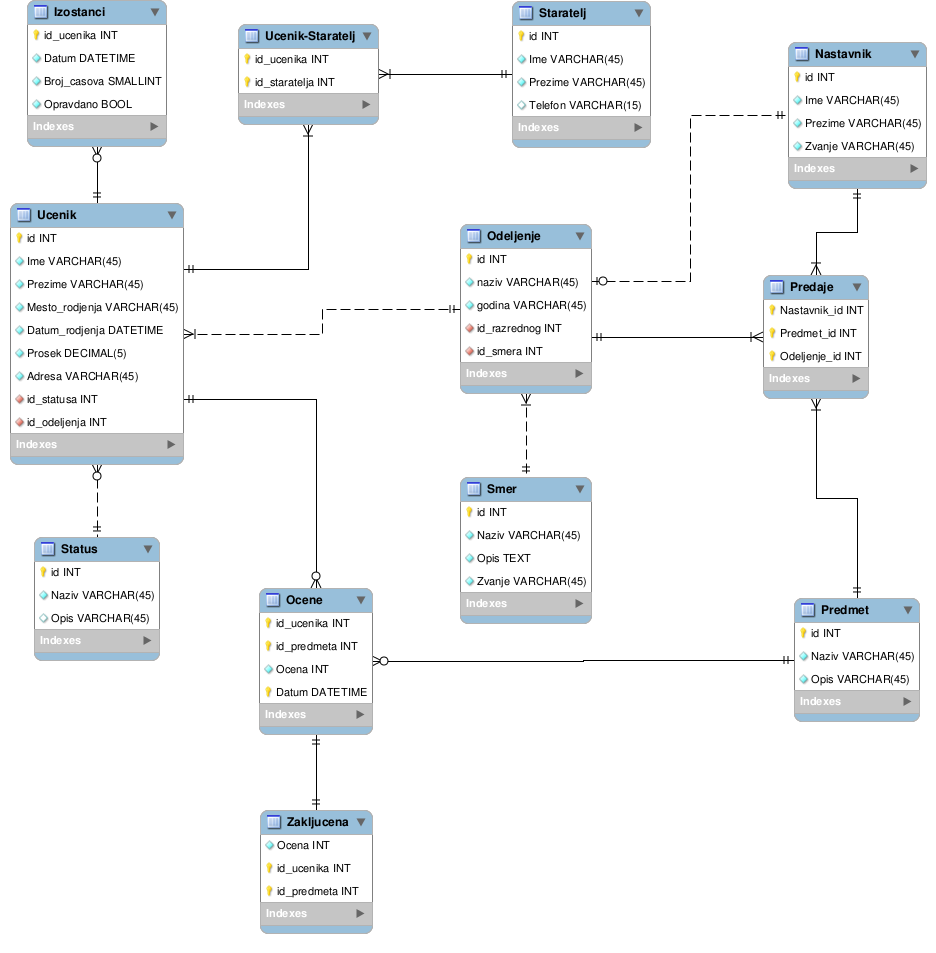 Izostanci
id_ucenika INT
Datum DATETIME
Broj_casova SMALLINT
Opravdano BOOL
Indexes
Ucenik-Staratelj
id_ucenika INT
id_staratelja INT
Indexes
Staratelj
id INT
Ime VARCHAR(45)
Prezime VARCHAR(45)
Telefon VARCHAR(15)
Indexes
Nastavnik
id INT
Ime VARCHAR(45)
Prezime VARCHAR(45)
Zvanje VARCHAR(45)
Indexes
Ucenik
id INT
Ime VARCHAR(45)
Prezime VARCHAR(45)
Mesto_rodjenja VARCHAR(45)
Datum_rodjenja DATETIME
Prosek DECIMAL(5)
Adresa VARCHAR(45)
id_statusa INT
id_odeljenja INT
Indexes
Odeljenje
id INT
naziv VARCHAR(45)
godina VARCHAR(45)
id_razrednog INT
id_smera INT
Indexes
Predaje
Nastavnik_id INT
Predmet_id INT
Odeljenje_id INT
Indexes
Smer
id INT
Naziv VARCHAR(45)
Opis TEXT
Zvanje VARCHAR(45)
Indexes
Status
id INT
Naziv VARCHAR(45)
Opis VARCHAR(45)
Indexes
Ocene
id_ucenika INT
id_predmeta INT
Ocena INT
Datum DATETIME
Indexes
Predmet
id INT
Naziv VARCHAR(45)
Opis VARCHAR(45)
Indexes
Zakljucena
Ocena INT
id_ucenika INT
id_predmeta INT
Indexes